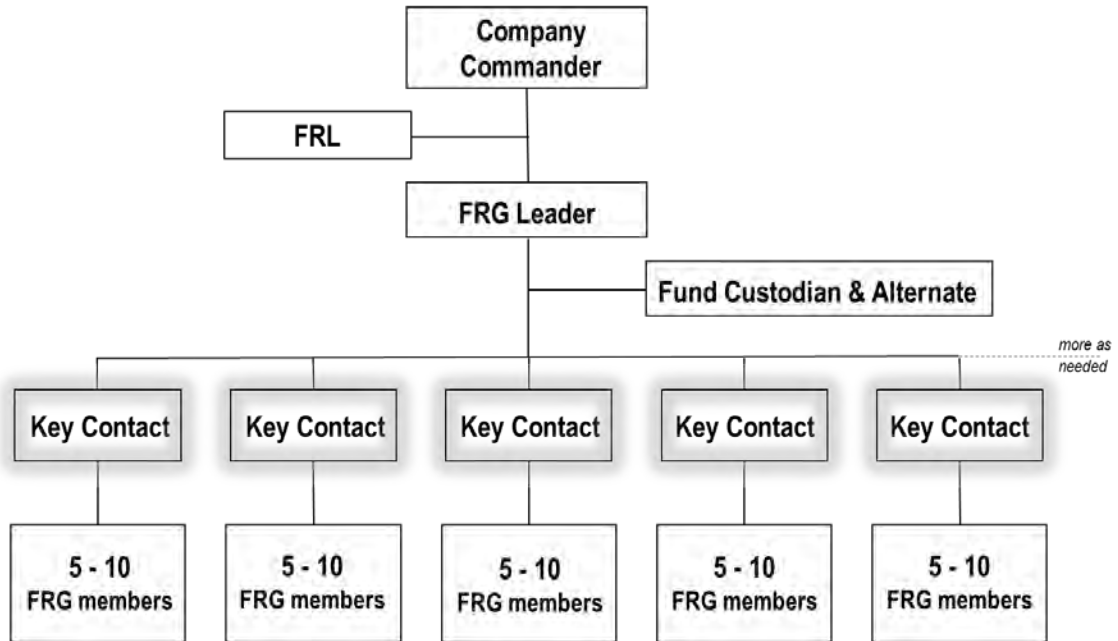 Company
Commander
FRL
FRG Leader
Fund Custodian & Alternate
more as
needed
Key Contact
Key Contact
Key Contact
Key Contact
Key Contact
5 - 10
FRG members
5 - 10
FRG members
5 - 10
FRG members
5 - 10
FRG members
5 - 10
FRG members